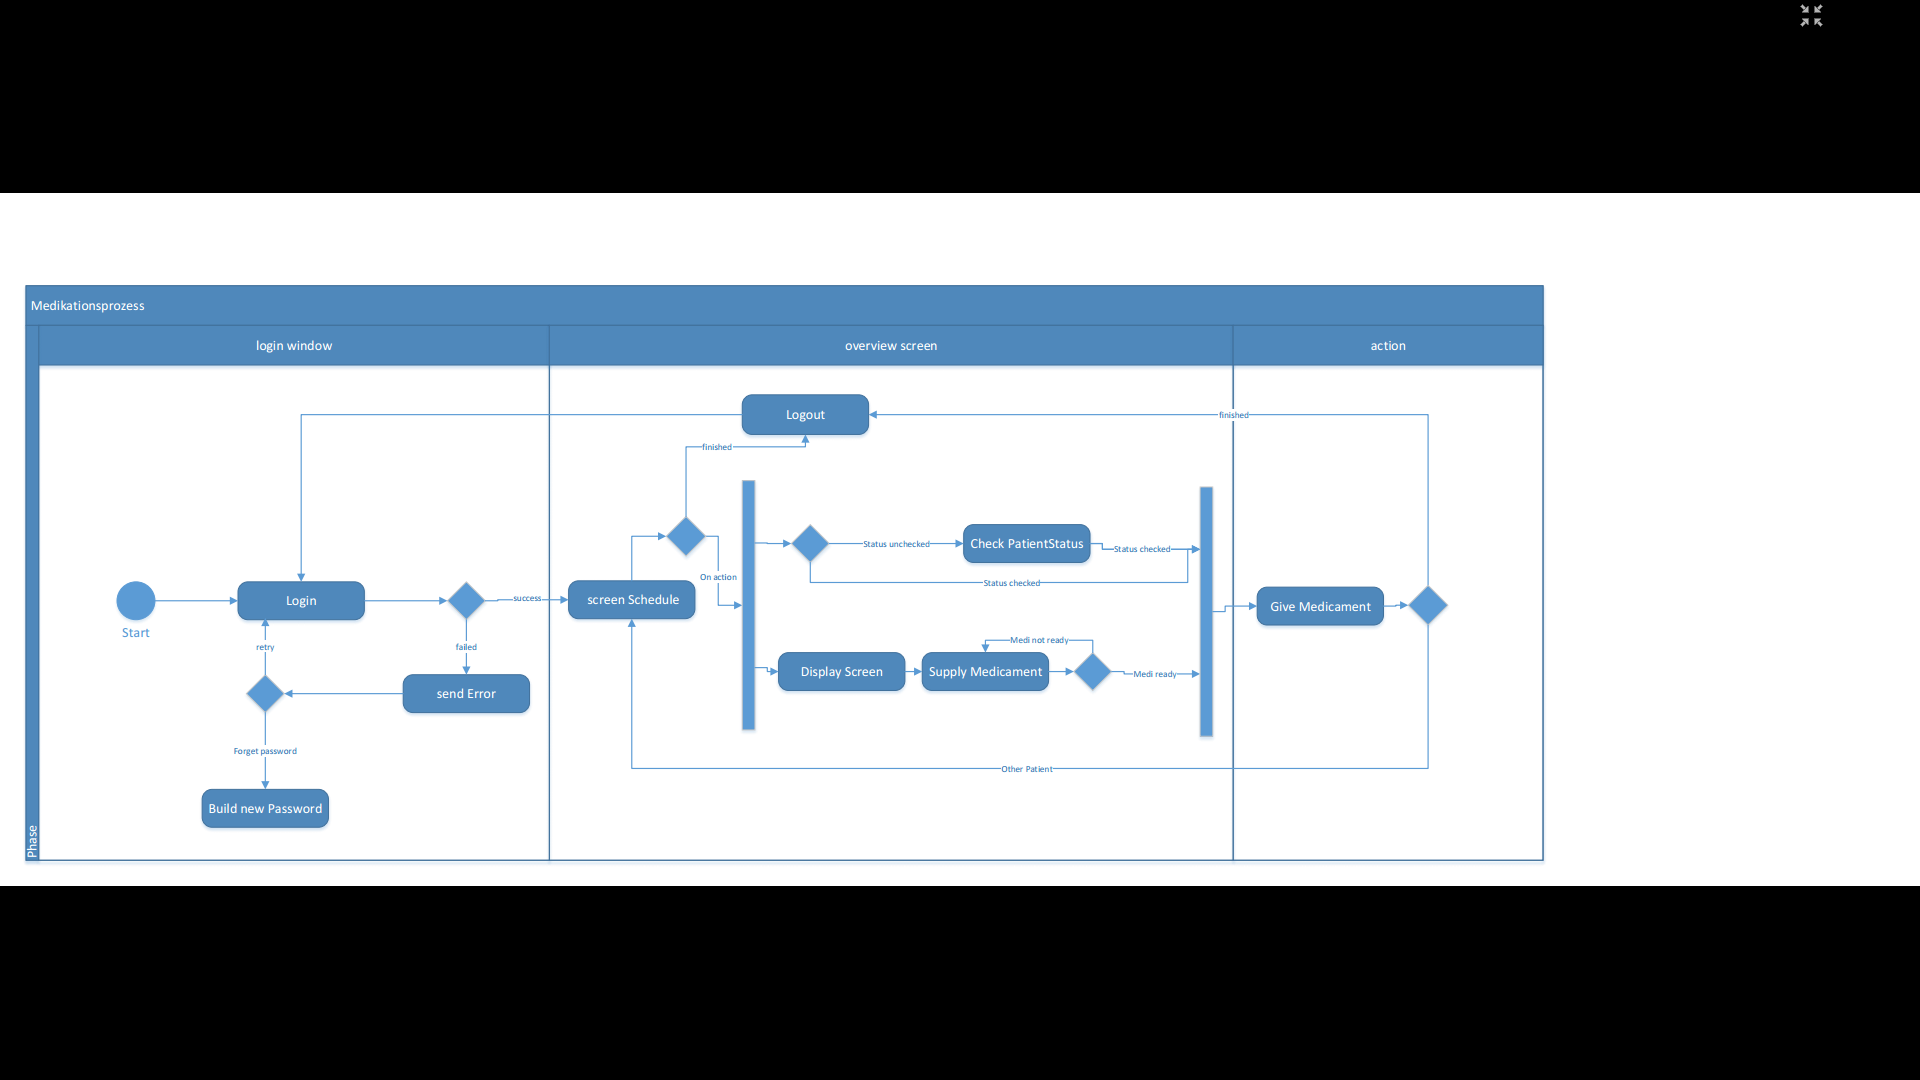 Medikationsprozess
login window
overview screen
action
Logout
finished
finished
Status unchecked
Check PatientStatus
Status checked
On action
Status checked
Start
Login
success
screen Schedule
Give Medicament
retry
failed
Medi not ready
Display Screen
Supply Medicament
Medi ready
send Error
Forget password
Other Patient
Build new Password
Phase